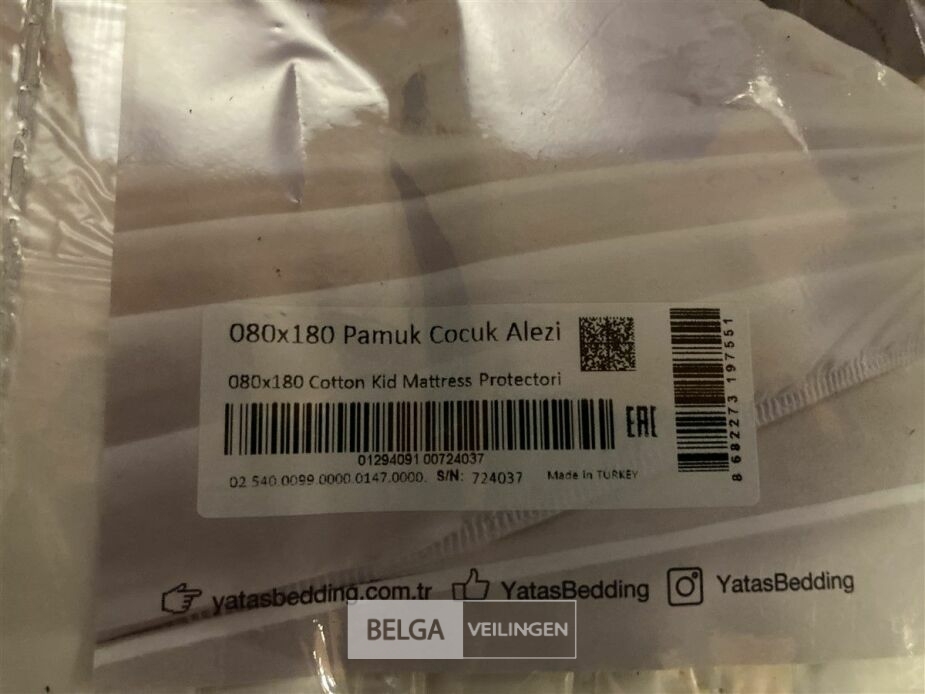 080x180 Pamuk Cocuk Alezi
080x180 Cotton Kid Mattress Protectori
EAC
01294091 00724037
02 540 0099 0000.0147.0000. S/N: 724037 Made in TURKEY
8 682273 197551
yatasbedding.com.tr YatasBedding YatasBedding
BELGA VEILINGEN